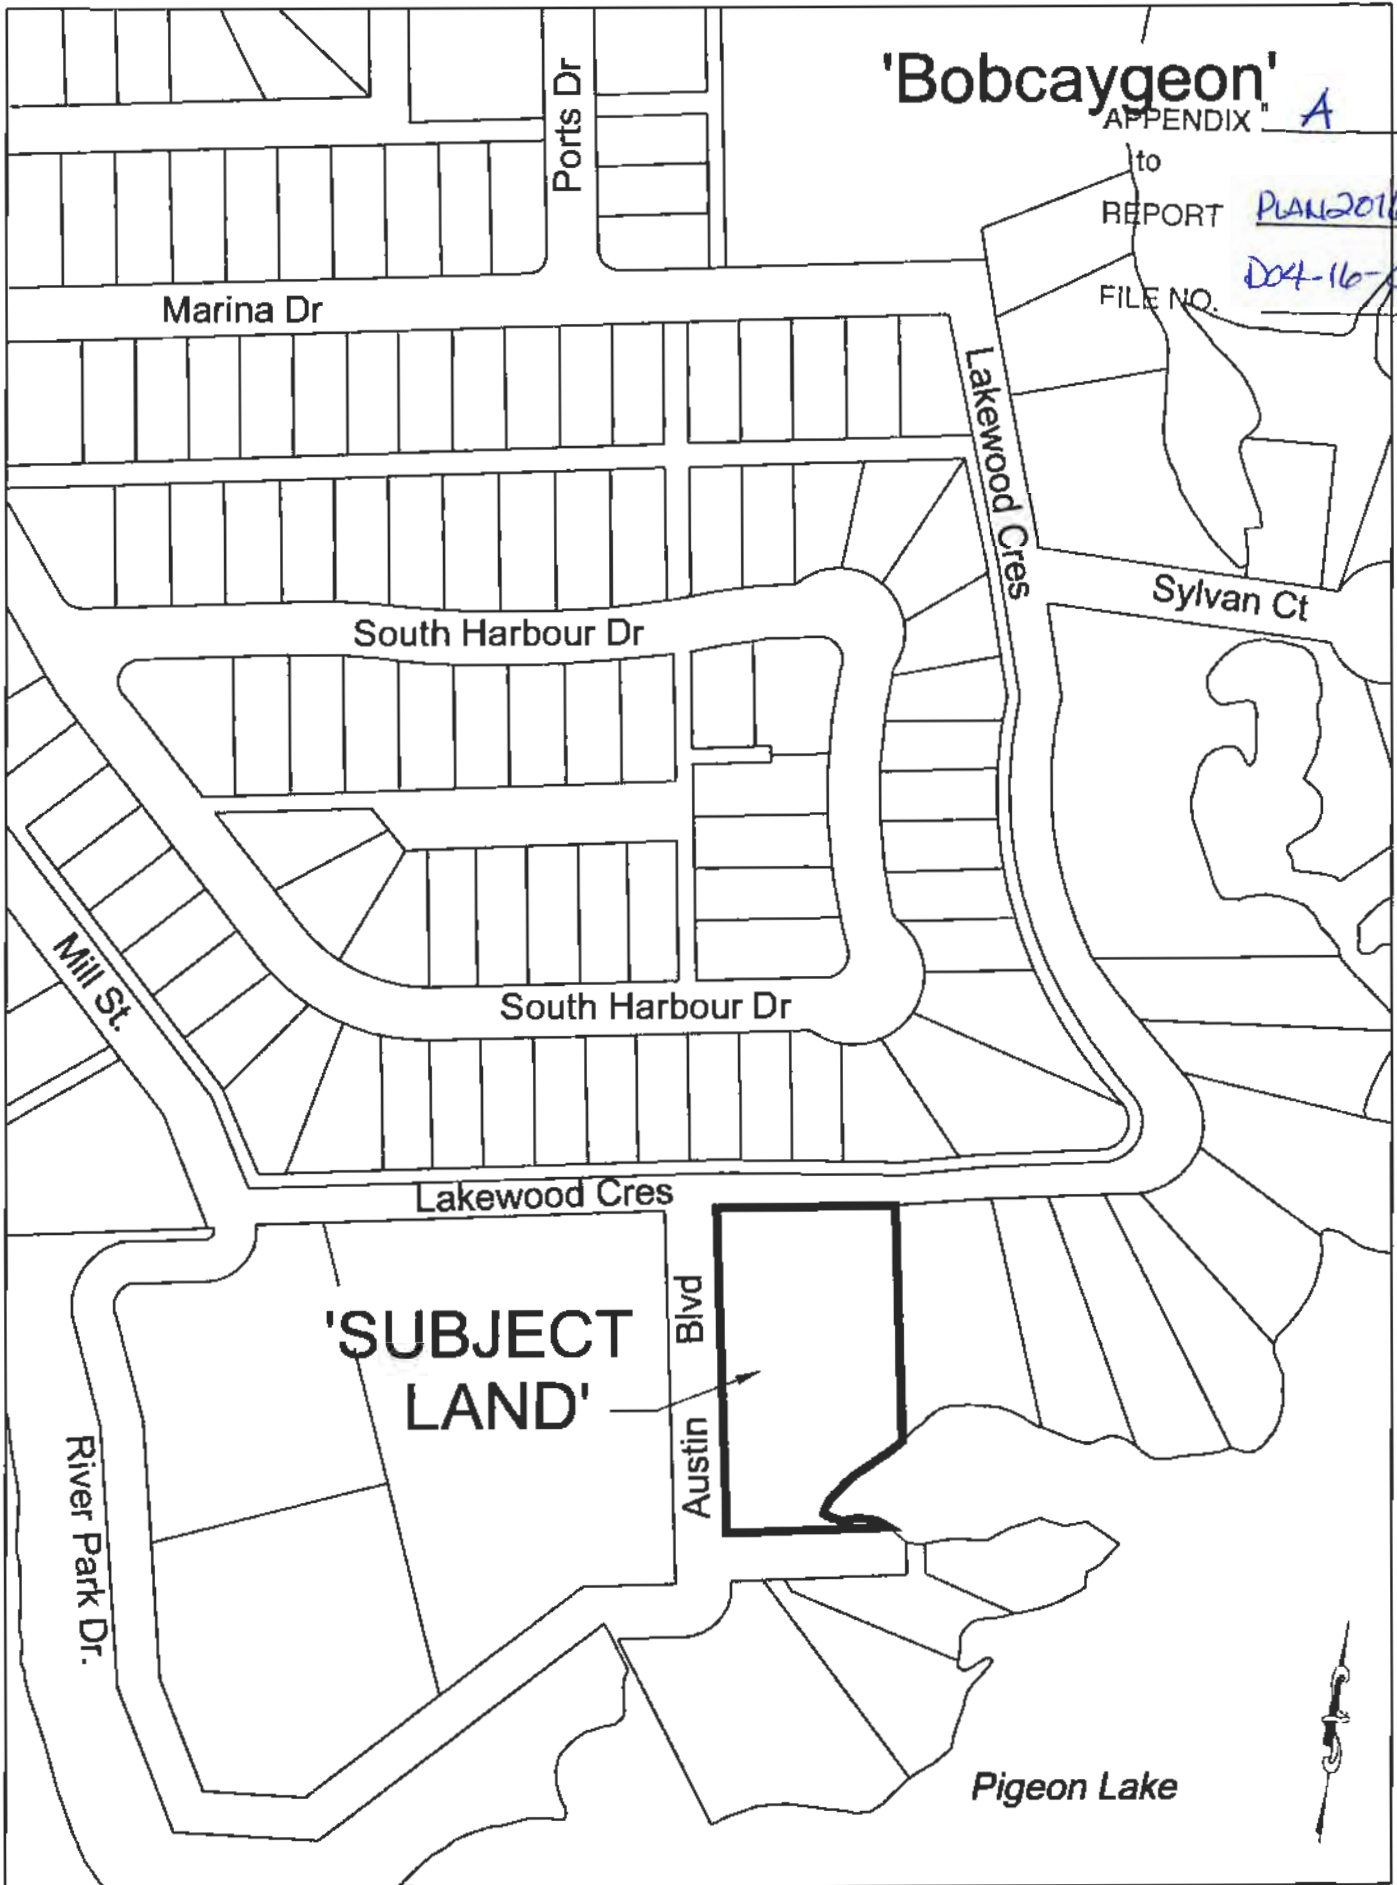 'Bobcaygeon'
APPENDIX " A
to
REPORT PLAN201
FILE NO. D04-16-
Ports Dr
Marina Dr
Lakewood Cres
Sylvan Ct
South Harbour Dr
Mill St.
South Harbour Dr
Lakewood Cres
'SUBJECT
LAND'
Austin Blvd
River Park Dr.
Pigeon Lake